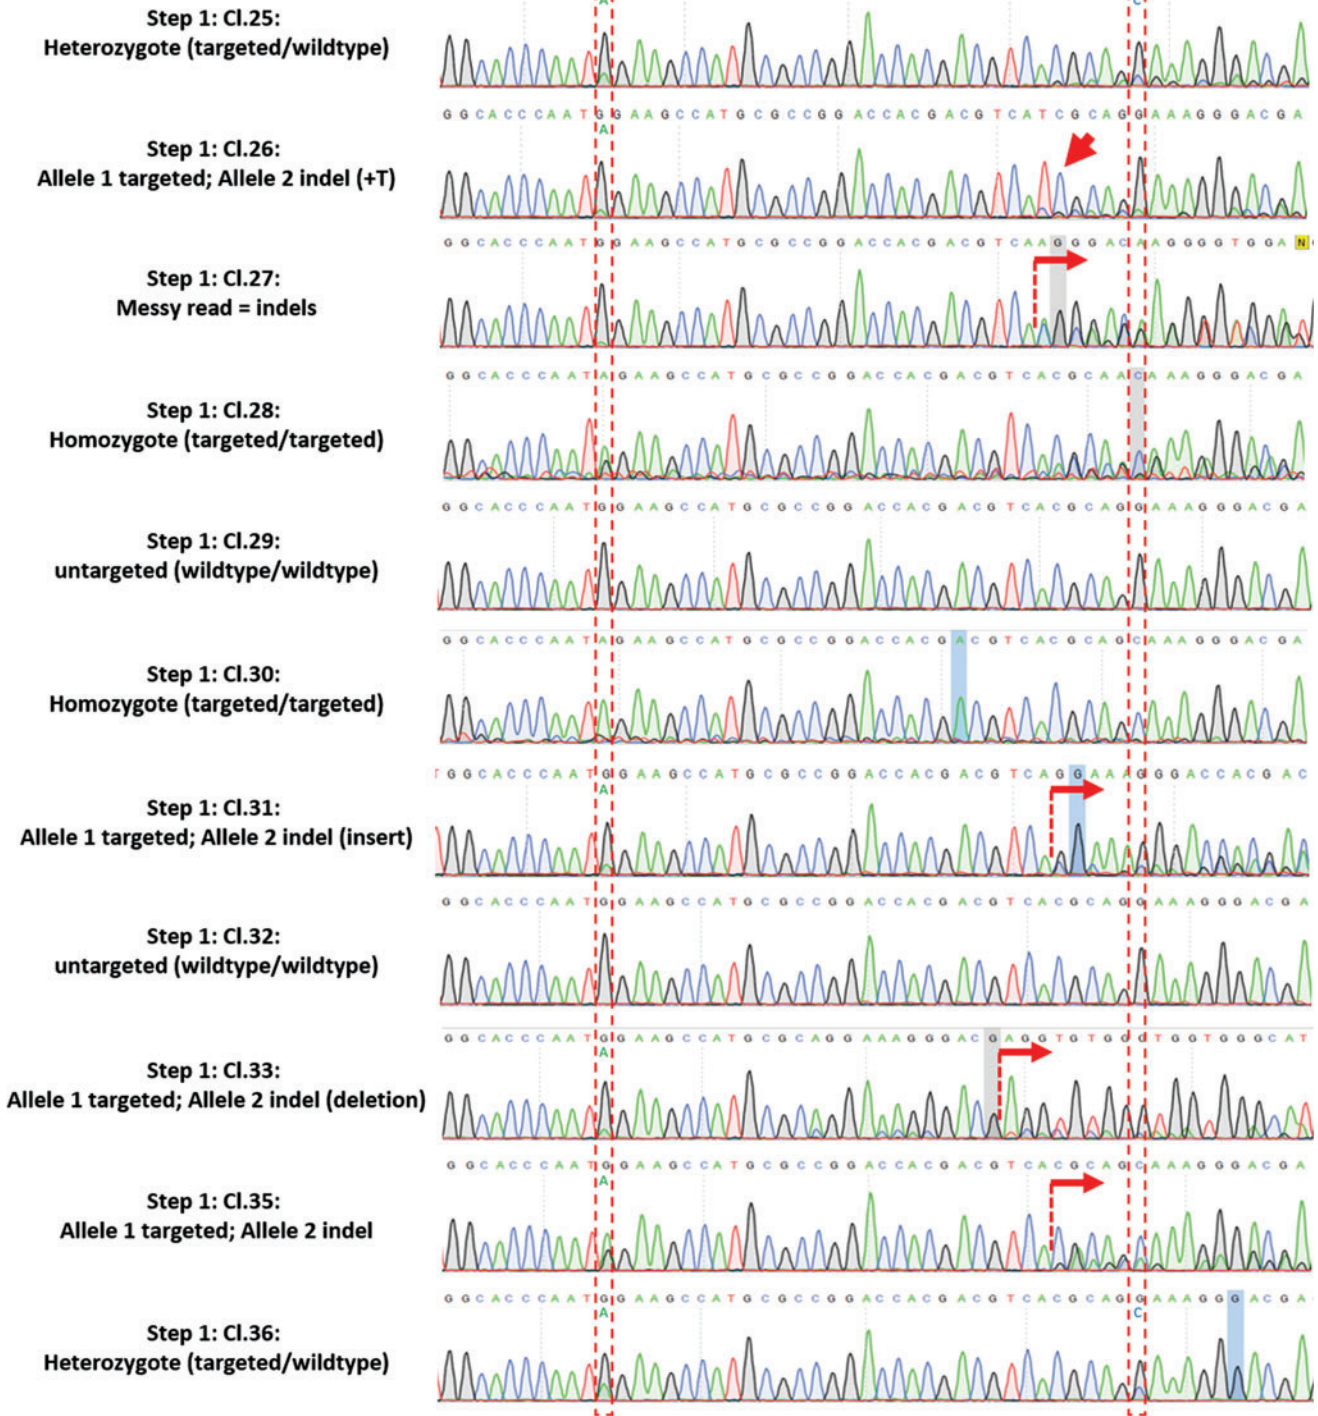 A C
Step 1: Cl.25:
Heterozygote (targeted/wildtype)
G G C A C C C A A T G G A A G C C A T G C G C C G G A C C A C G A C G T C A T C G C A G G A A A G G G A C G A
A
Step 1: Cl.26:
Allele 1 targeted; Allele 2 indel (+T)
G G C A C C C A A T G G A A G C C A T G C G C C G G A C C A C G A C G T C A A G G G A C A A G G G G T G G A N
Step 1: Cl.27:
Messy read = indels
G G C A C C C A A T A G A A G C C A T G C G C C G G A C C A C G A C G T C A C G C A A C A A A G G G A C G A
Step 1: Cl.28:
Homozygote (targeted/targeted)
G G C A C C C A A T G G A A G C C A T G C G C C G G A C C A C G A C G T C A C G C A G G A A A G G G A C G A
Step 1: Cl.29:
untargeted (wildtype/wildtype)
G G C A C C C A A T A G A A G C C A T G C G C C G G A C C A C G A C G T C A C G C A G C A A A G G G A C G A
Step 1: Cl.30:
Homozygote (targeted/targeted)
T G G C A C C C A A T G G A A G C C A T G C G C C G G A C C A C G A C G T C A G G A A A G G G A C C A C G A C
A
Step 1: Cl.31:
Allele 1 targeted; Allele 2 indel (insert)
G G C A C C C A A T G G A A G C C A T G C G C C G G A C C A C G A C G T C A C G C A G G A A A G G G A C G A
Step 1: Cl.32:
untargeted (wildtype/wildtype)
G G C A C C C A A T G G A A G C C A T G C G C A G G A A A G G G A C G A G G T G T G G G T G G T G G G C A T
A
Step 1: Cl.33:
Allele 1 targeted; Allele 2 indel (deletion)
G G C A C C C A A T G G A A G C C A T G C G C C G G A C C A C G A C G T C A C G C A G C A A A G G G A C G A
A
Step 1: Cl.35:
Allele 1 targeted; Allele 2 indel
G G C A C C C A A T G G A A G C C A T G C G C C G G A C C A C G A C G T C A C G C A G G A A A G G G A C G A
A C
Step 1: Cl.36:
Heterozygote (targeted/wildtype)